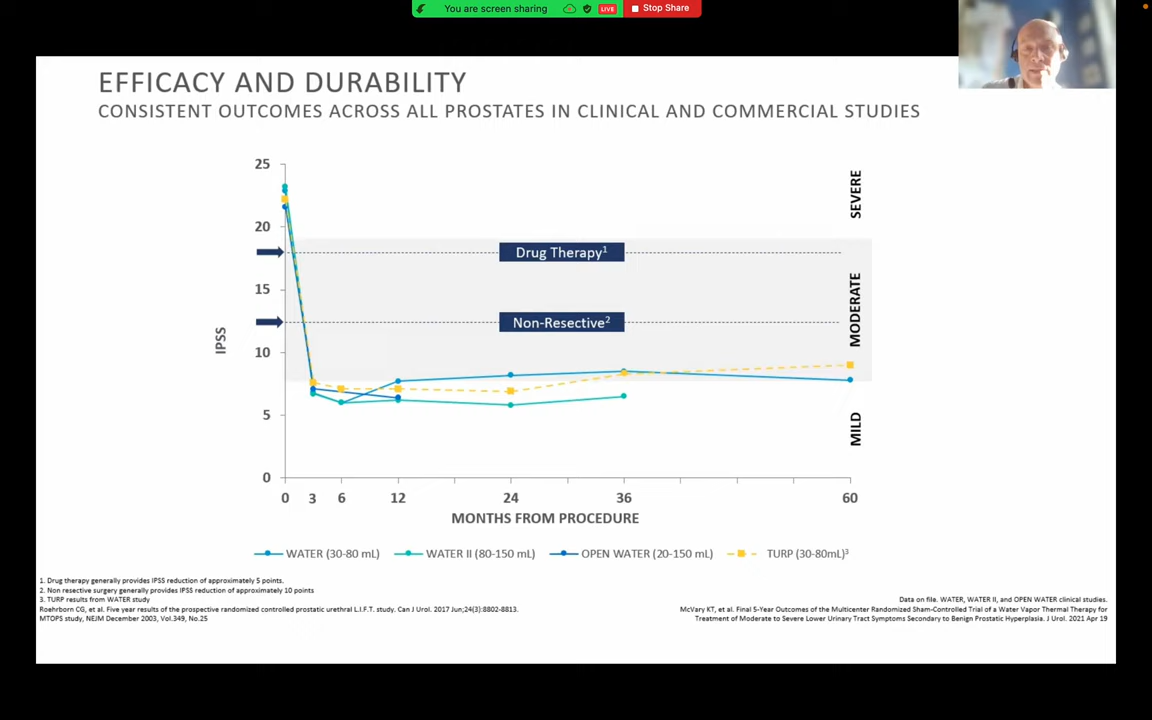 You are screen sharing
LIVE
Stop Share
EFFICACY AND DURABILITY
CONSISTENT OUTCOMES ACROSS ALL PROSTATES IN CLINICAL AND COMMERCIAL STUDIES
25
20
15
10
5
0
IPSS
SEVERE
MODERATE
MILD
Drug Therapy1
Non-Resective2
0 3 6 12 24 36 60
MONTHS FROM PROCEDURE
WATER (30-80 mL) WATER II (80-150 mL) OPEN WATER (20-150 mL) TURP (30-80mL)3
1. Drug therapy generally provides IPSS reduction of approximately 5 points.
2. Non resective surgery generally provides IPSS reduction of approximately 10 points
3. TURP results from WATER study
Roehrborn CG, et al. Five year results of the prospective randomized controlled prostatic urethral L.I.F.T. study. Can J Urol. 2017 Jun;24(3):8802-8813.
MTOPS study, NEJM December 2003, Vol.349, No.25
Data on file. WATER, WATER II, and OPEN WATER clinical studies.
McVary KT, et al. Final 5-Year Outcomes of the Multicenter Randomized Sham-Controlled Trial of a Water Vapor Thermal Therapy for
Treatment of Moderate to Severe Lower Urinary Tract Symptoms Secondary to Benign Prostatic Hyperplasia. J Urol. 2021 Apr 19